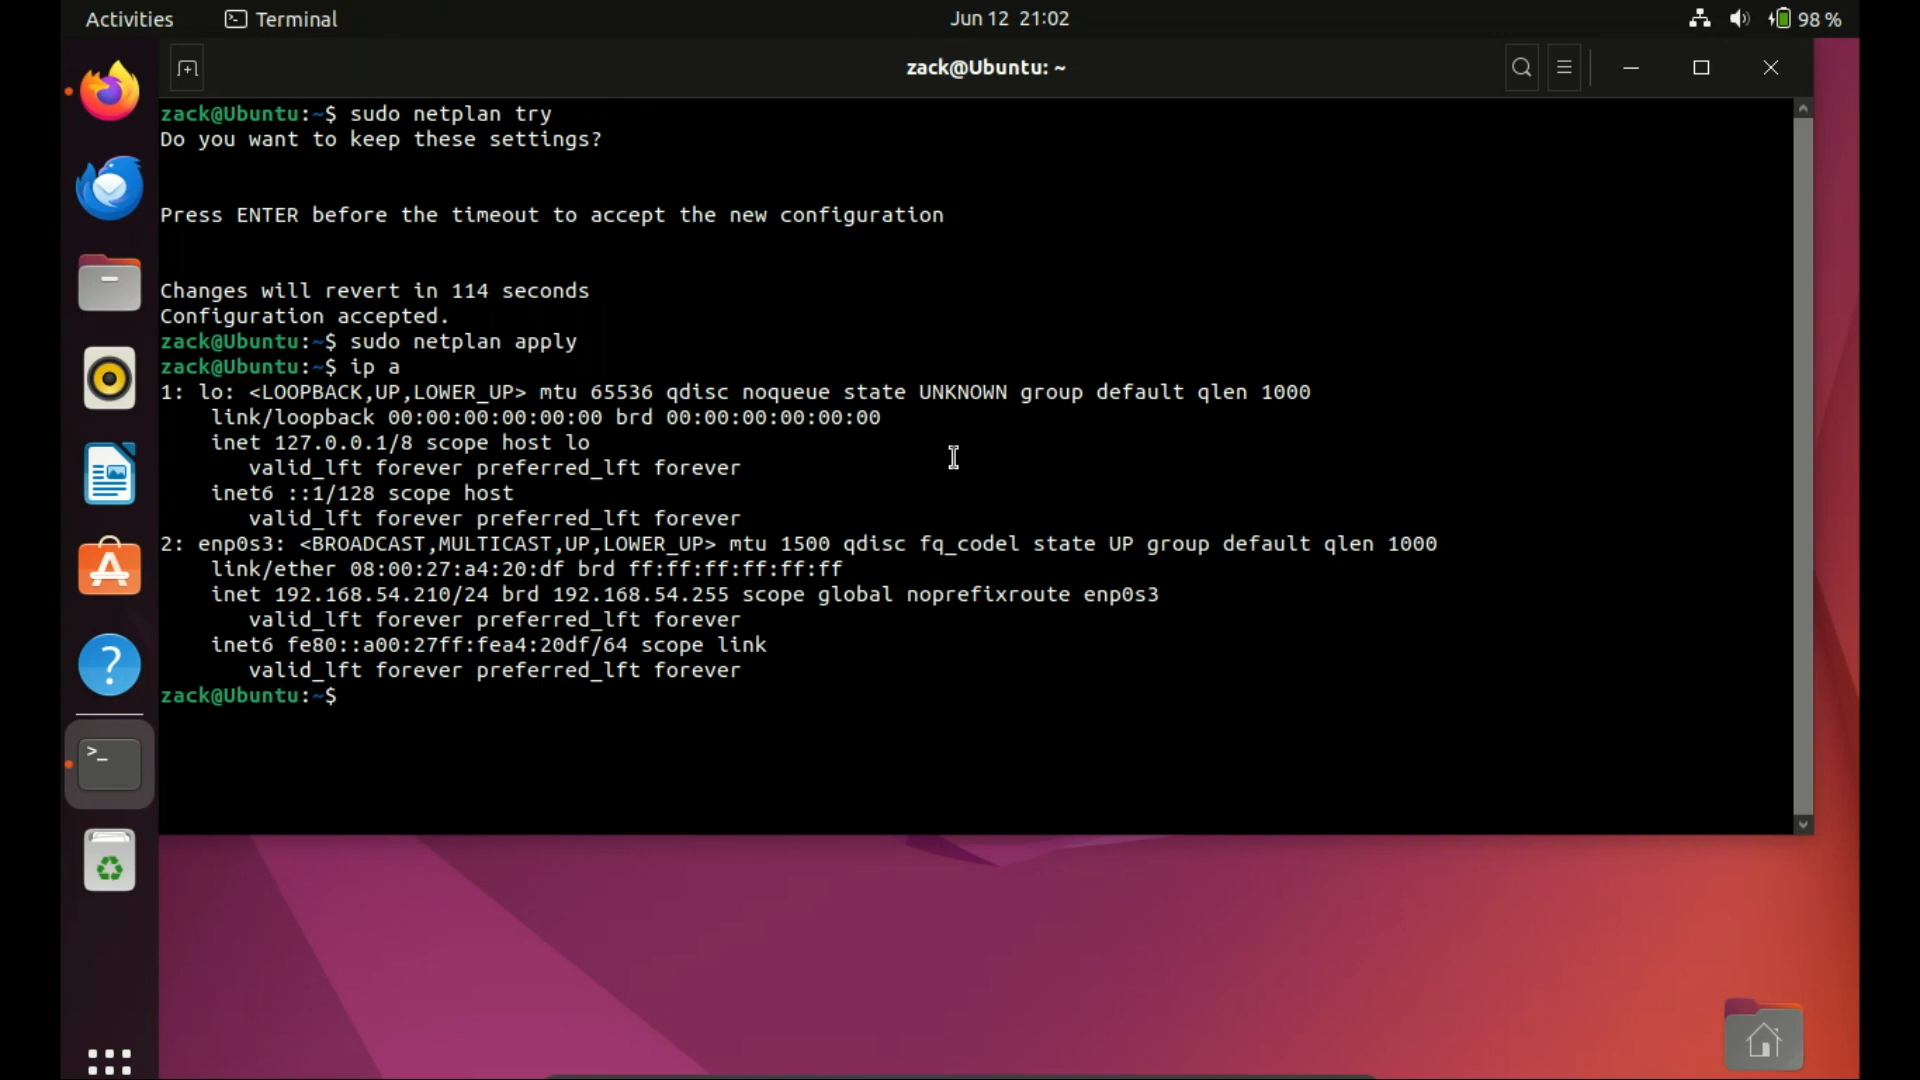 Activities Terminal Jun 12 21:02 98 %
zack@Ubuntu: ~
zack@Ubuntu:~$ sudo netplan try
Do you want to keep these settings?
Press ENTER before the timeout to accept the new configuration
Changes will revert in 114 seconds
Configuration accepted.
zack@Ubuntu:~$ sudo netplan apply
zack@Ubuntu:~$ ip a
1: lo: <LOOPBACK,UP,LOWER_UP> mtu 65536 qdisc noqueue state UNKNOWN group default qlen 1000
    link/loopback 00:00:00:00:00:00 brd 00:00:00:00:00:00
    inet 127.0.0.1/8 scope host lo
       valid_lft forever preferred_lft forever
    inet6 ::1/128 scope host
       valid_lft forever preferred_lft forever
2: enp0s3: <BROADCAST,MULTICAST,UP,LOWER_UP> mtu 1500 qdisc fq_codel state UP group default qlen 1000
    link/ether 08:00:27:a4:20:df brd ff:ff:ff:ff:ff:ff
    inet 192.168.54.210/24 brd 192.168.54.255 scope global noprefixroute enp0s3
       valid_lft forever preferred_lft forever
    inet6 fe80::a00:27ff:fea4:20df/64 scope link
       valid_lft forever preferred_lft forever
zack@Ubuntu:~$